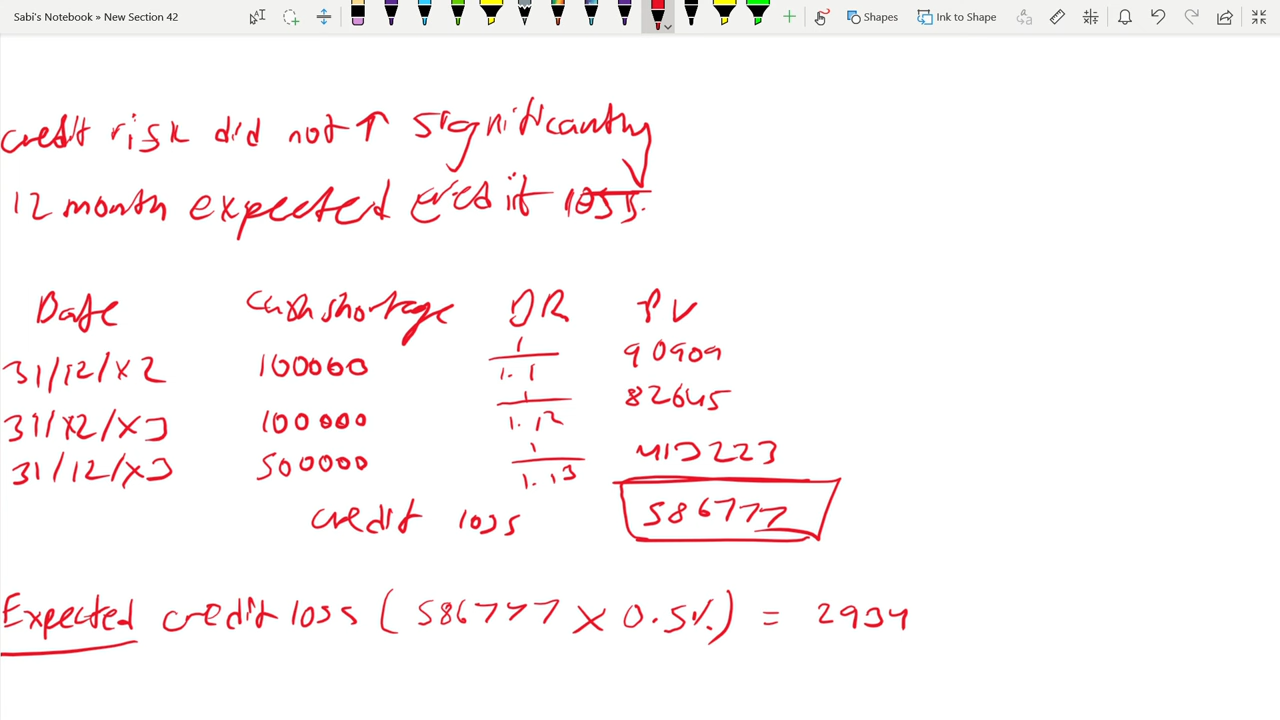 Sabi's Notebook » New Section 42
Shapes
Ink to Shape
credit risk did not ↑ significantly
12 month expected credit loss.
Date Cash shortage DR PV
31/12/x2 100000 1/1.1 90909
31/x2/x3 100000 1/1.1² 82645
31/12/x3 500000 1/1.1³ 413223
credit loss 586777
Expected credit loss (586777 x 0.5%) = 2934